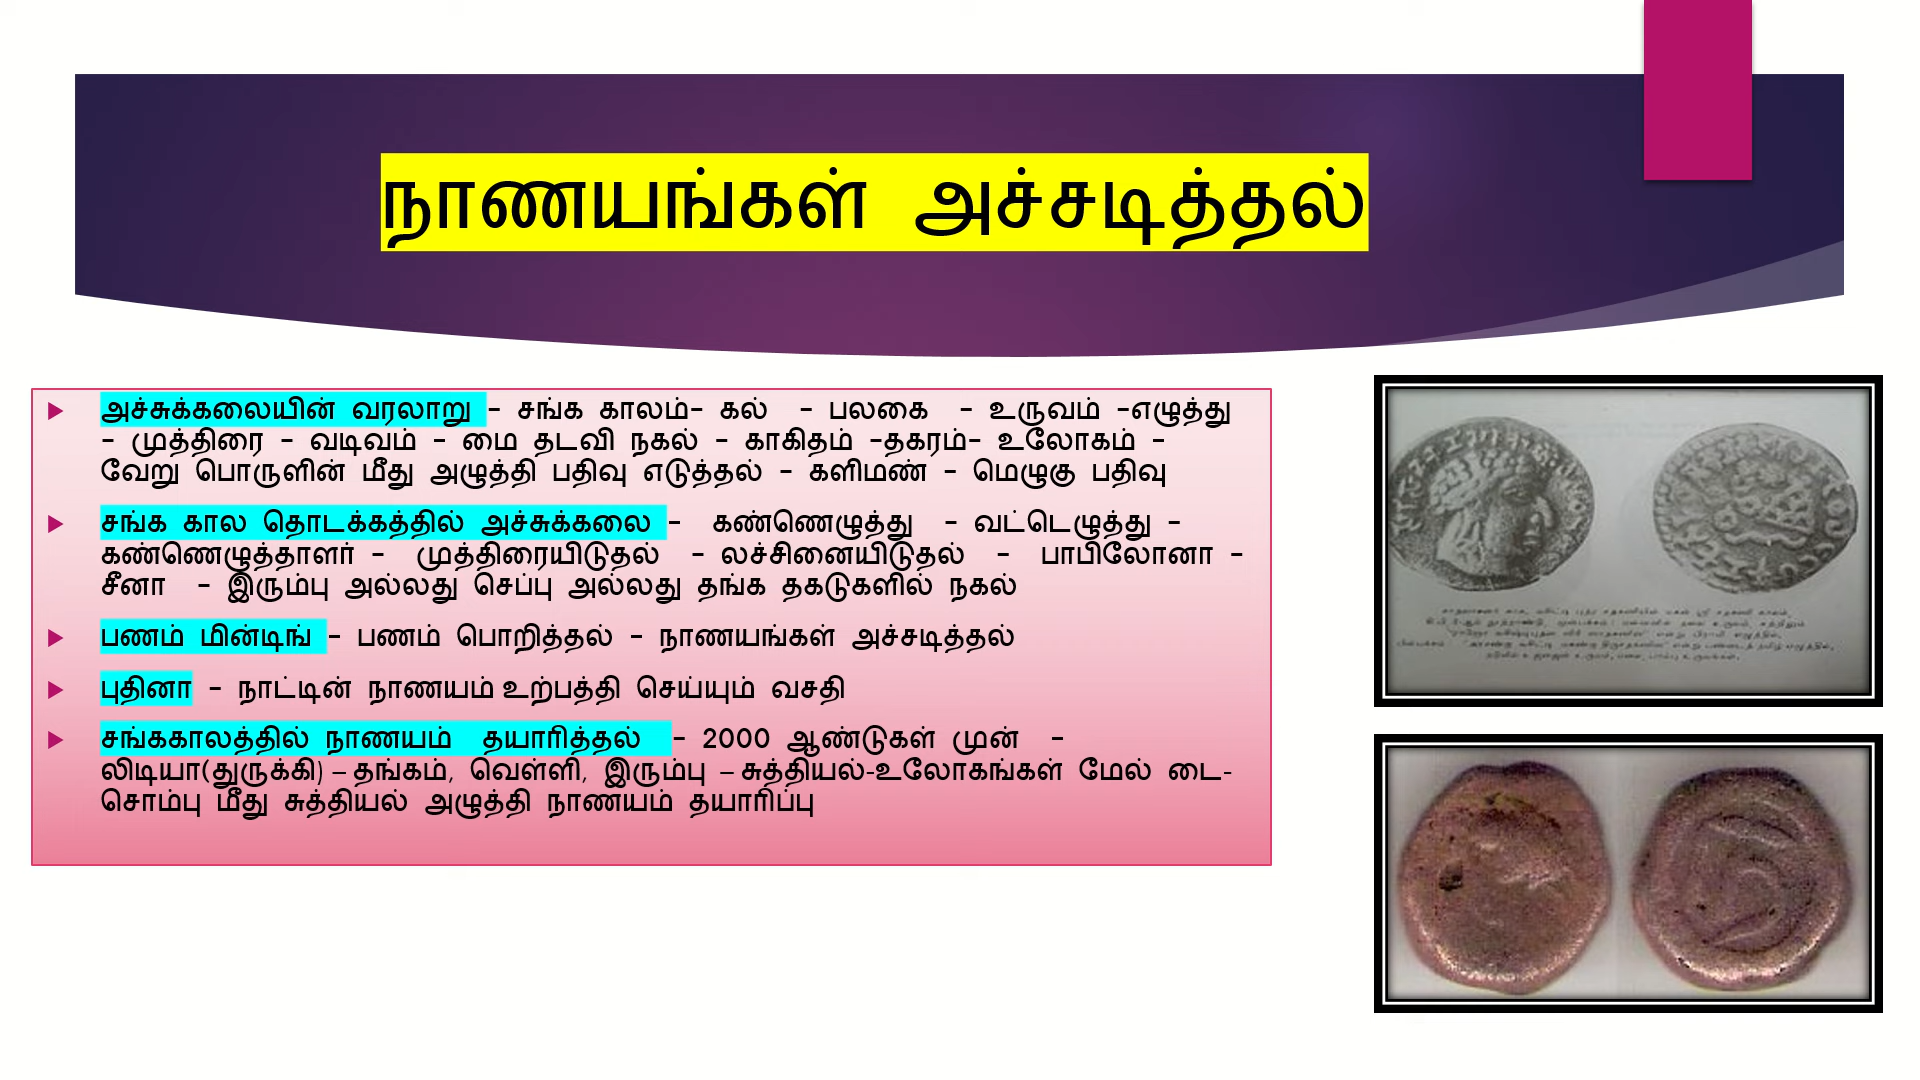 நாணயங்கள் அச்சடித்தல்
அச்சுக்கலையின் வரலாறு - சங்க காலம்- கல் - பலகை - உருவம் -எழுத்து
- முத்திரை - வடிவம் - மை தடவி நகல் - காகிதம் -தகரம்- உலோகம் -
வேறு பொருளின் மீது அழுத்தி பதிவு எடுத்தல் - களிமண் - மெழுகு பதிவு
சங்க கால தொடக்கத்தில் அச்சுக்கலை - கண்ணெழுத்து - வட்டெழுத்து -
கண்ணெழுத்தாளர் - முத்திரையிடுதல் - லச்சினையிடுதல் - பாபிலோனா -
சீனா - இரும்பு அல்லது செப்பு அல்லது தங்க தகடுகளில் நகல்
பணம் மின்டிங் - பணம் பொறித்தல் - நாணயங்கள் அச்சடித்தல்
புதினா - நாட்டின் நாணயம் உற்பத்தி செய்யும் வசதி
சங்ககாலத்தில் நாணயம் தயாரித்தல் - 2000 ஆண்டுகள் முன் -
லிடியா(துருக்கி) – தங்கம், வெள்ளி, இரும்பு – சுத்தியல்-உலோகங்கள் மேல் டை-
சொம்பு மீது சுத்தியல் அழுத்தி நாணயம் தயாரிப்பு